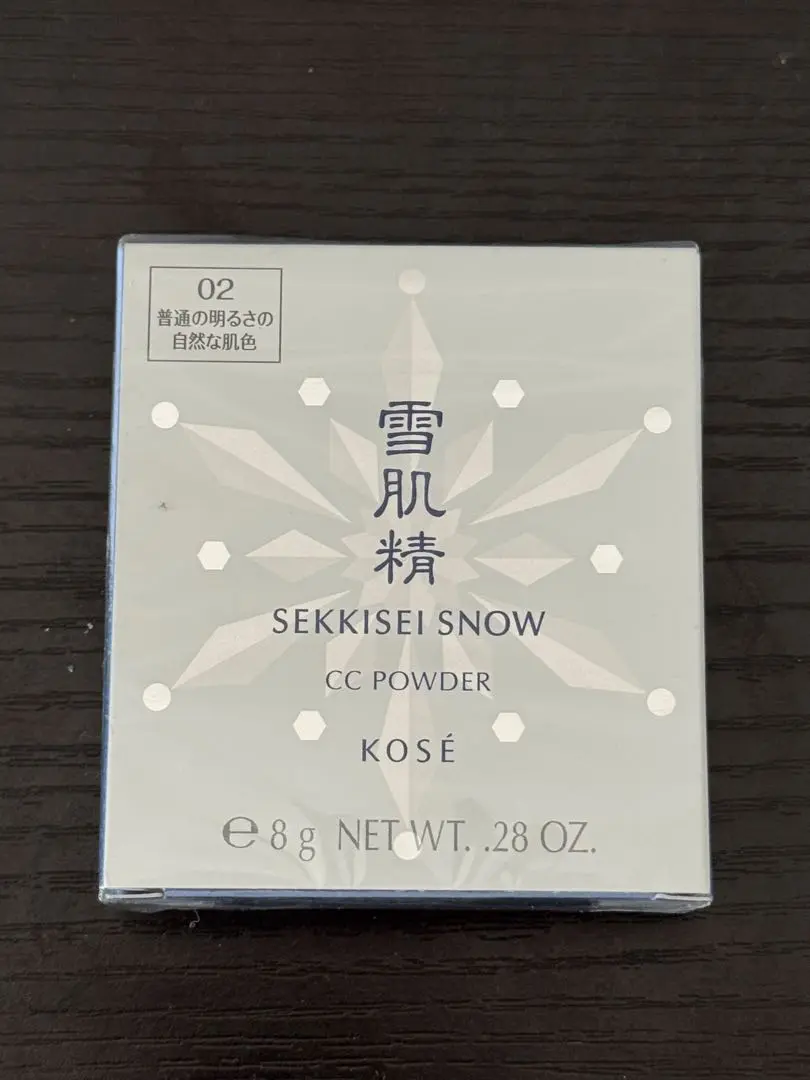 02
普通の明るさの
自然な肌色
雪
肌
精
SEKKISEI SNOW
CC POWDER
KOSÉ
℮ 8 g NET WT. .28 OZ.